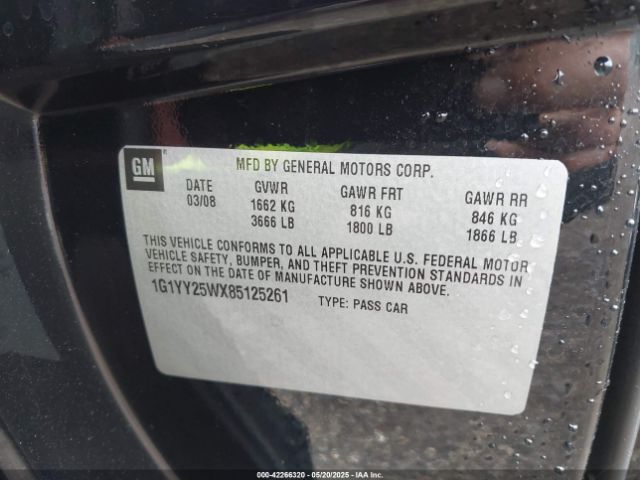 GM
MFD BY GENERAL MOTORS CORP.
DATE GVWR GAWR FRT GAWR RR
03/08 1662 KG 816 KG 846 KG
3666 LB 1800 LB 1866 LB
THIS VEHICLE CONFORMS TO ALL APPLICABLE U.S. FEDERAL MOTOR
VEHICLE SAFETY, BUMPER, AND THEFT PREVENTION STANDARDS IN
EFFECT ON THE DATE OF MANUFACTURE SHOWN ABOVE.
1G1YY25WX85125261 TYPE: PASS CAR
000-42266320 - 05/20/2025 - IAA Inc.